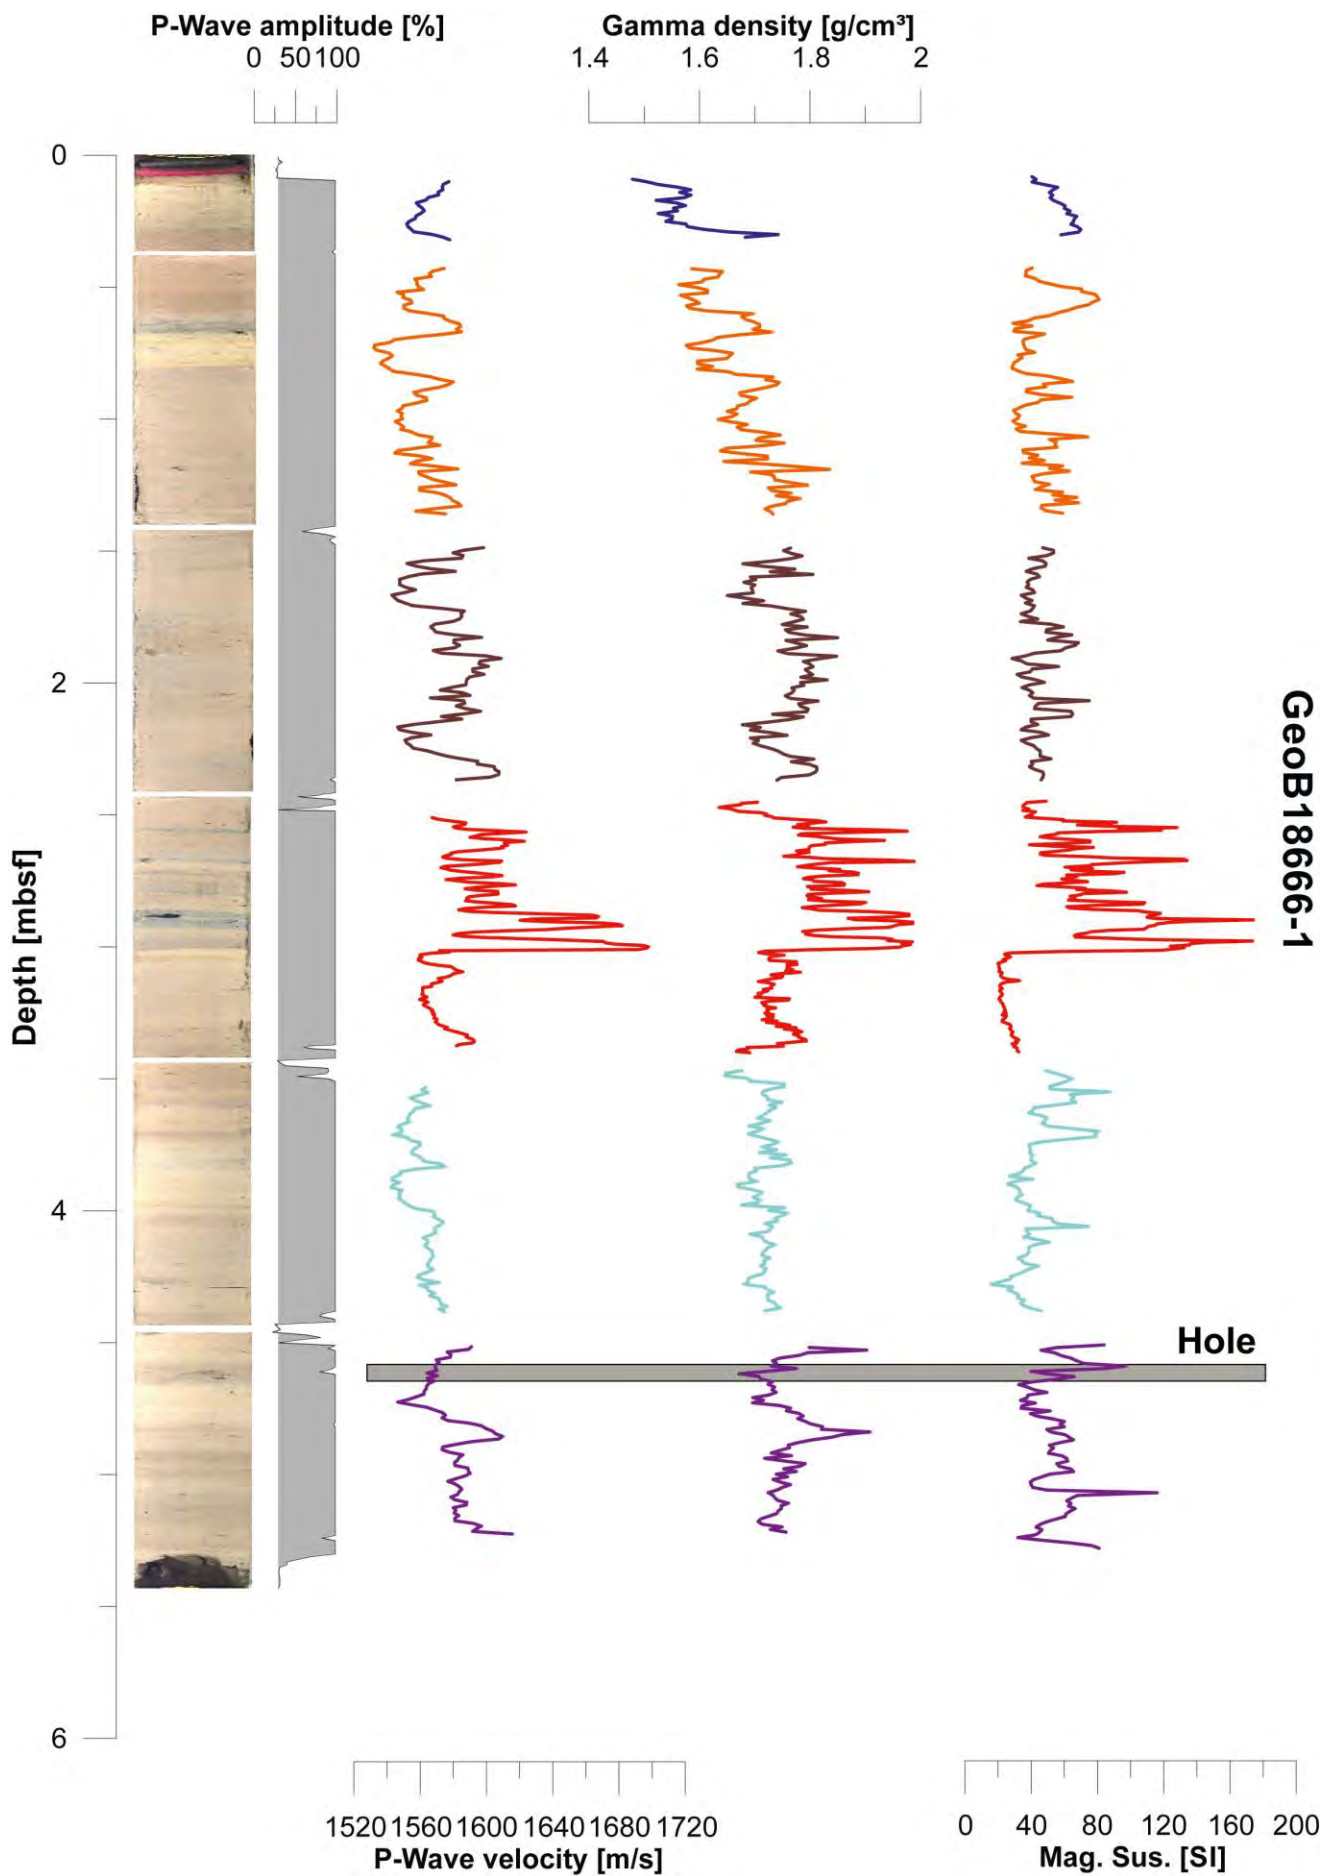 P-Wave amplitude [%]
Gamma density [g/cm³]
0 50 100
1.4 1.6 1.8 2
0
2
4
6
Depth [mbsf]
GeoB18666-1
Hole
1520 1560 1600 1640 1680 1720
P-Wave velocity [m/s]
0 40 80 120 160 200
Mag. Sus. [SI]